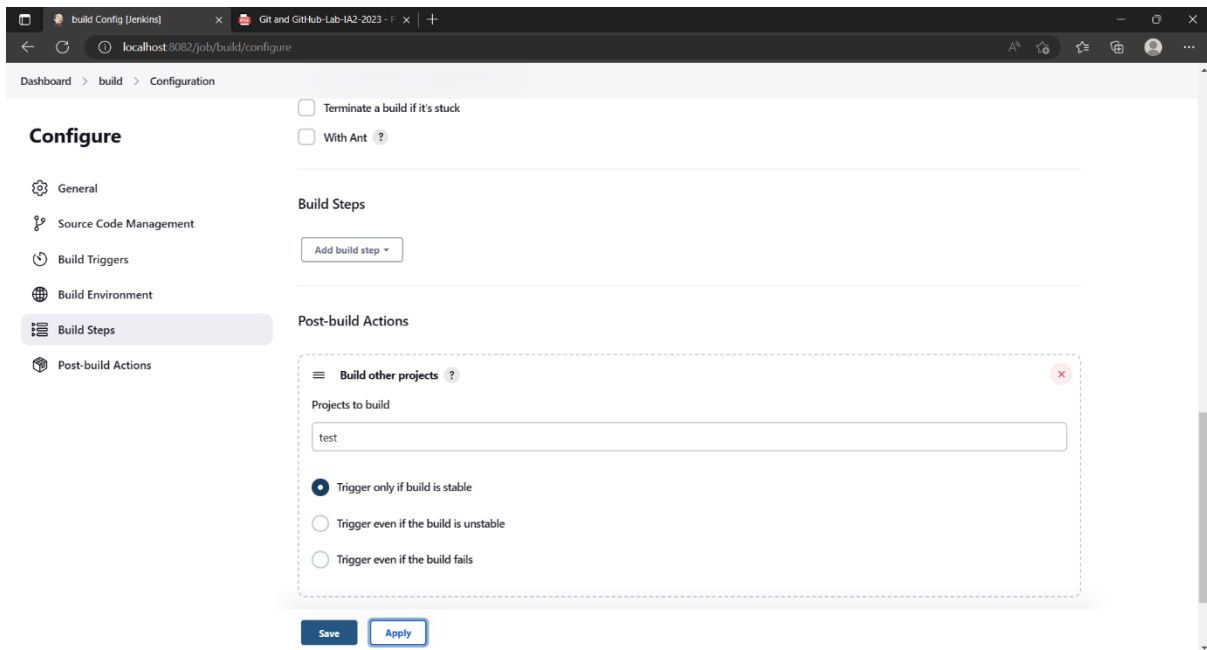 build Config [Jenkins]
Git and GitHub-Lab-IA2-2023 - P
localhost:8082/job/build/configure
Dashboard > build > Configuration
Terminate a build if it's stuck
Configure
With Ant ?
General
Build Steps
Source Code Management
Add build step
Build Triggers
Build Environment
Post-build Actions
Build Steps
Post-build Actions
Build other projects ?
Projects to build
test
Trigger only if build is stable
Trigger even if the build is unstable
Trigger even if the build fails
Save
Apply